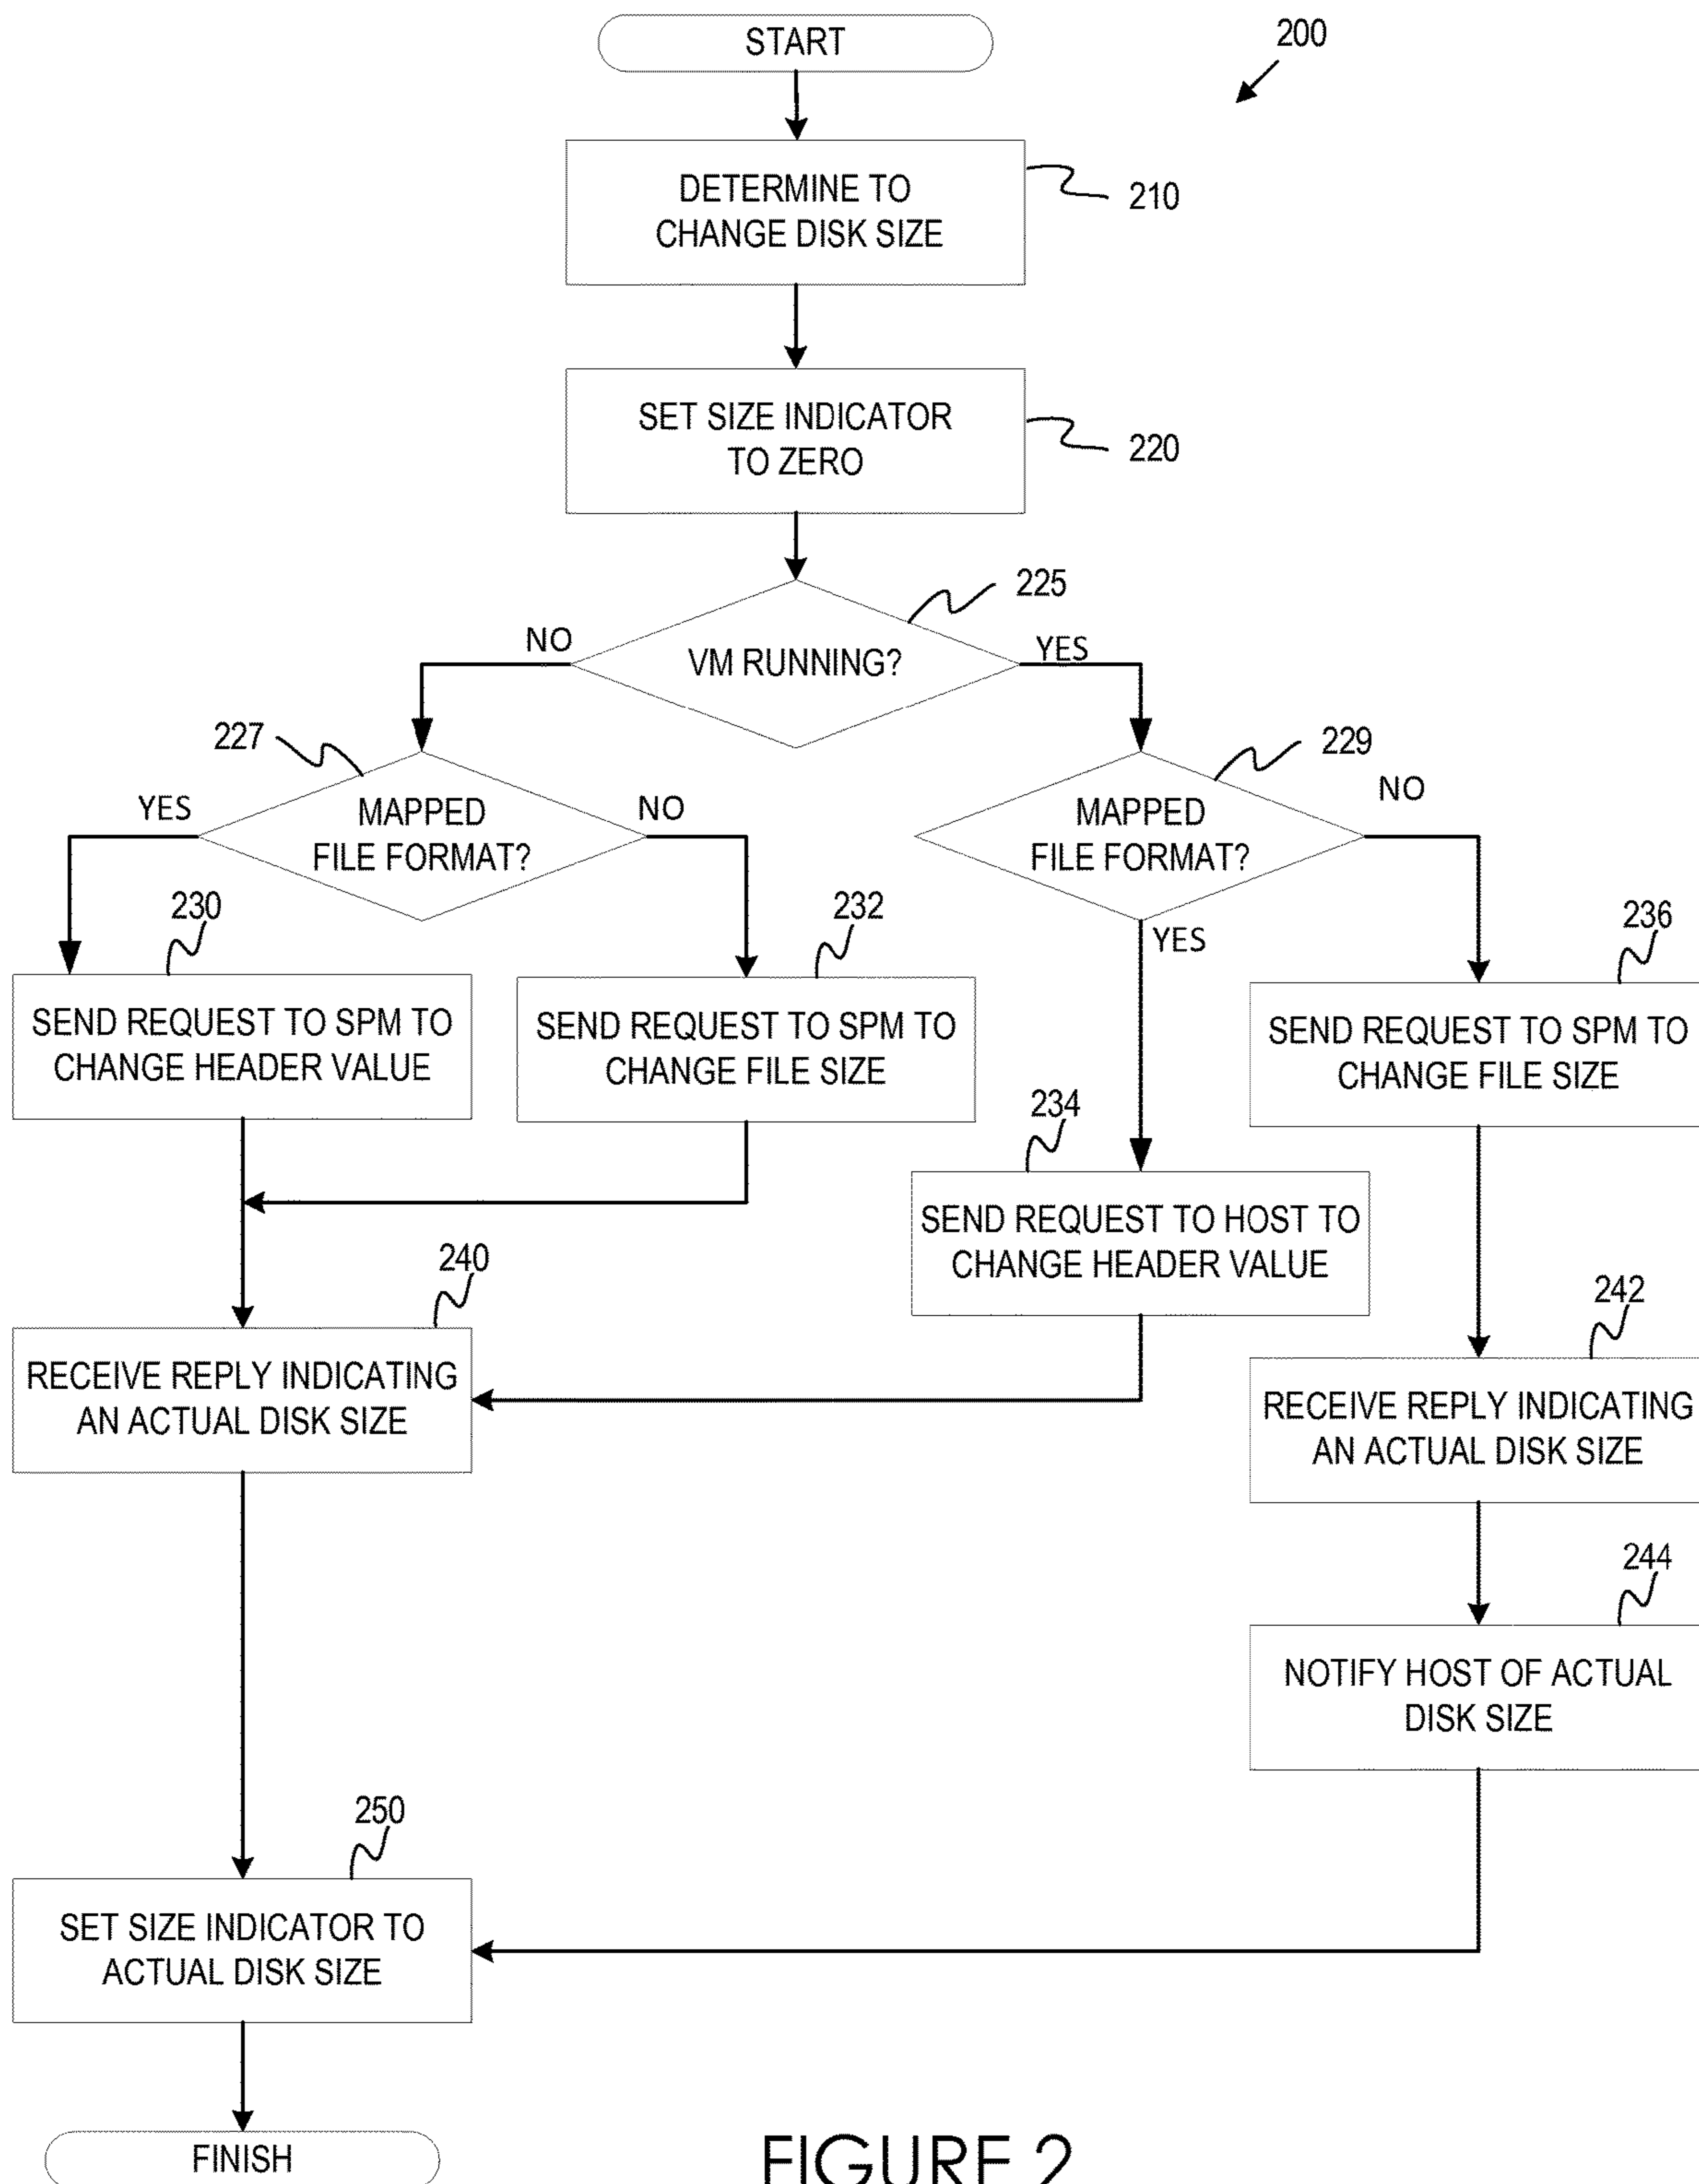 START
200
DETERMINE TO
CHANGE DISK SIZE
210
SET SIZE INDICATOR
TO ZERO
220
225
NO
VM RUNNING?
YES
227
229
YES
MAPPED
FILE FORMAT?
NO
MAPPED
FILE FORMAT?
NO
YES
230
232
236
SEND REQUEST TO SPM TO
CHANGE HEADER VALUE
SEND REQUEST TO SPM TO
CHANGE FILE SIZE
SEND REQUEST TO SPM TO
CHANGE FILE SIZE
234
SEND REQUEST TO HOST TO
CHANGE HEADER VALUE
240
242
RECEIVE REPLY INDICATING
AN ACTUAL DISK SIZE
RECEIVE REPLY INDICATING
AN ACTUAL DISK SIZE
244
NOTIFY HOST OF ACTUAL
DISK SIZE
250
SET SIZE INDICATOR TO
ACTUAL DISK SIZE
FINISH
FIGURE 2